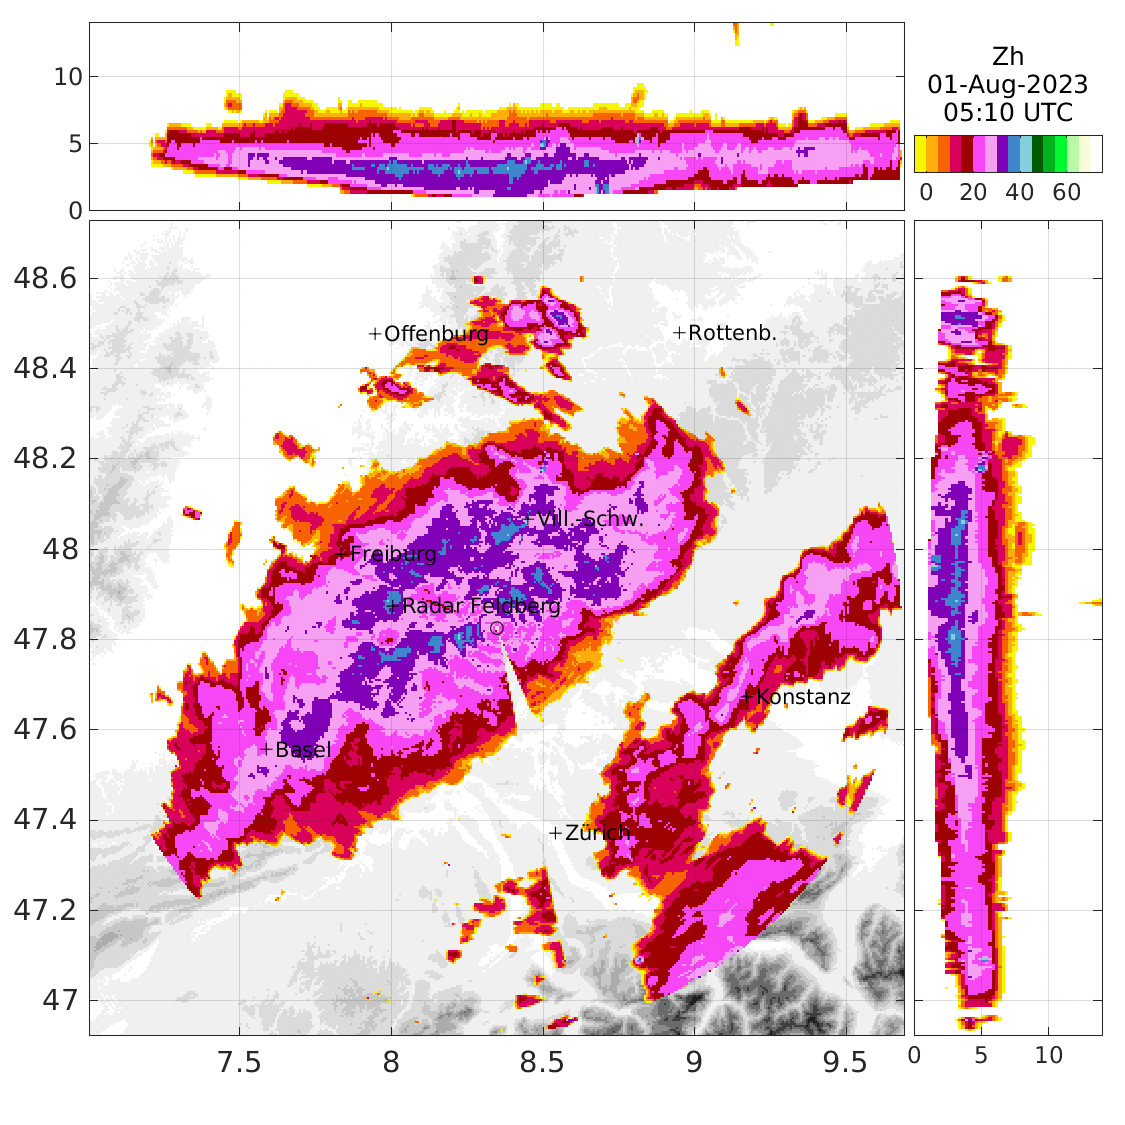 10
5
0
Zh
01-Aug-2023
05:10 UTC
0 20 40 60
48.6
48.4
48.2
48
47.8
47.6
47.4
47.2
47
+Offenburg
+Rottenb.
+Vill.-Schw.
+Freiburg
+Radar Feldberg
+Konstanz
+Basel
+Zürich
7.5 8 8.5 9 9.5
0 5 10